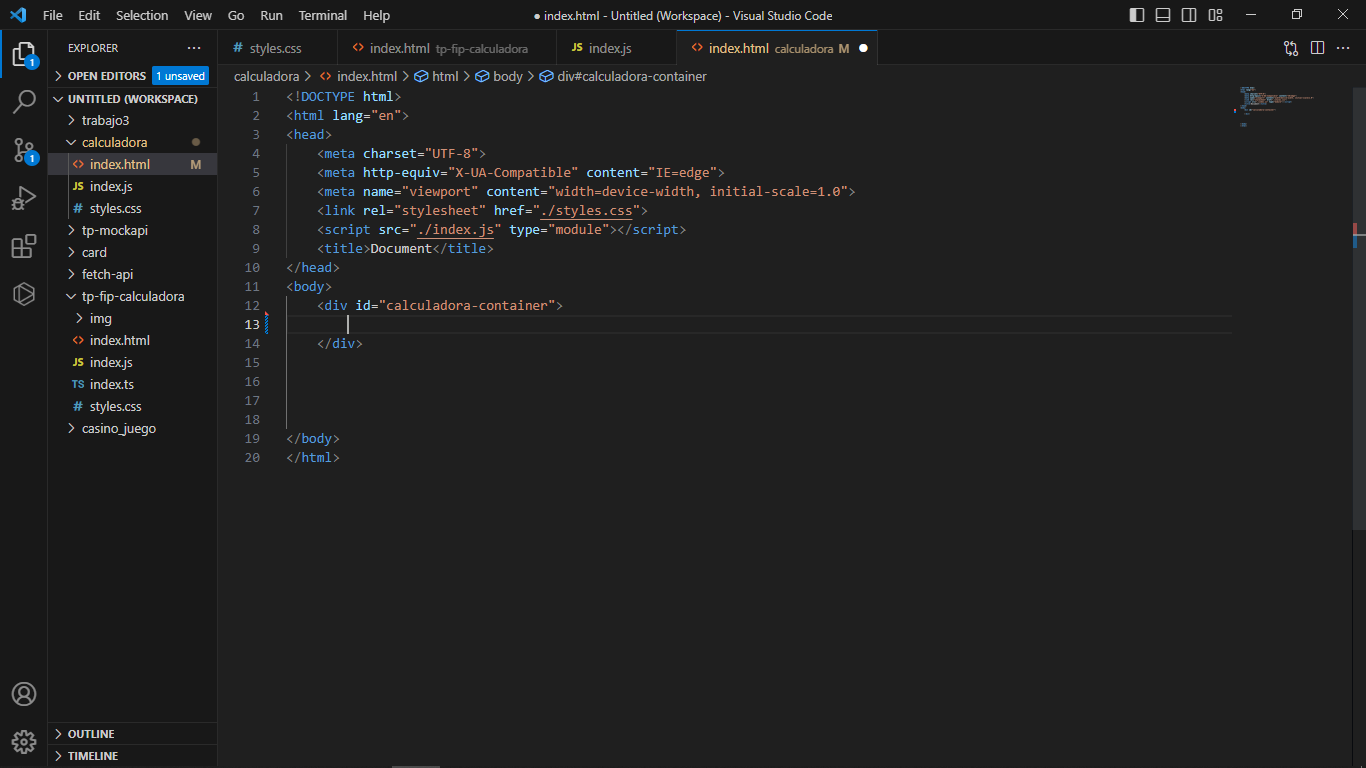 File Edit Selection View Go Run Terminal Help ● index.html - Untitled (Workspace) - Visual Studio Code
EXPLORER ···
OPEN EDITORS 1 unsaved
UNTITLED (WORKSPACE)
trabajo3
calculadora
index.html M
JS index.js
# styles.css
tp-mockapi
card
fetch-api
tp-fip-calculadora
img
index.html
JS index.js
TS index.ts
# styles.css
casino_juego
OUTLINE
TIMELINE
1
1
# styles.css index.html tp-fip-calculadora JS index.js index.html calculadora M ●
calculadora > index.html > html > body > div#calculadora-container
1 <!DOCTYPE html>
2 <html lang="en">
3 <head>
4 <meta charset="UTF-8">
5 <meta http-equiv="X-UA-Compatible" content="IE=edge">
6 <meta name="viewport" content="width=device-width, initial-scale=1.0">
7 <link rel="stylesheet" href="./styles.css">
8 <script src="./index.js" type="module"></script>
9 <title>Document</title>
10 </head>
11 <body>
12 <div id="calculadora-container">
13
14 </div>
15
16
17
18
19 </body>
20 </html>